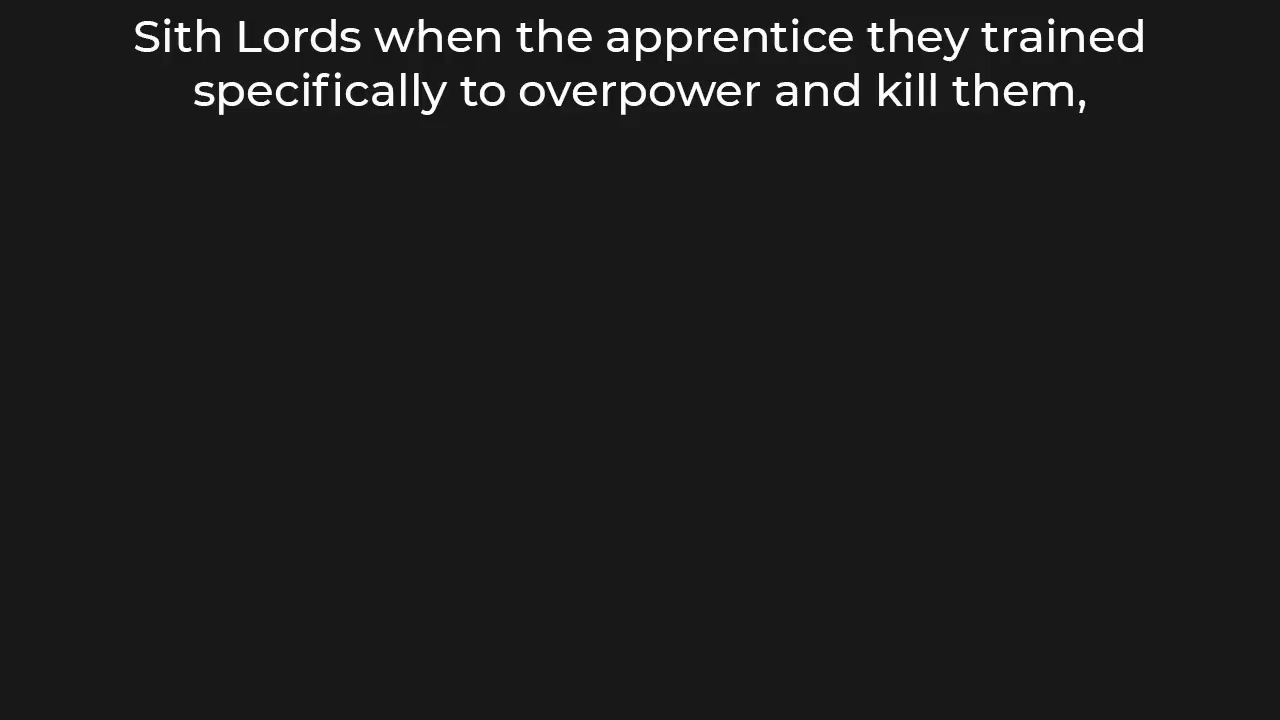 Sith Lords when the apprentice they trained
specifically to overpower and kill them,